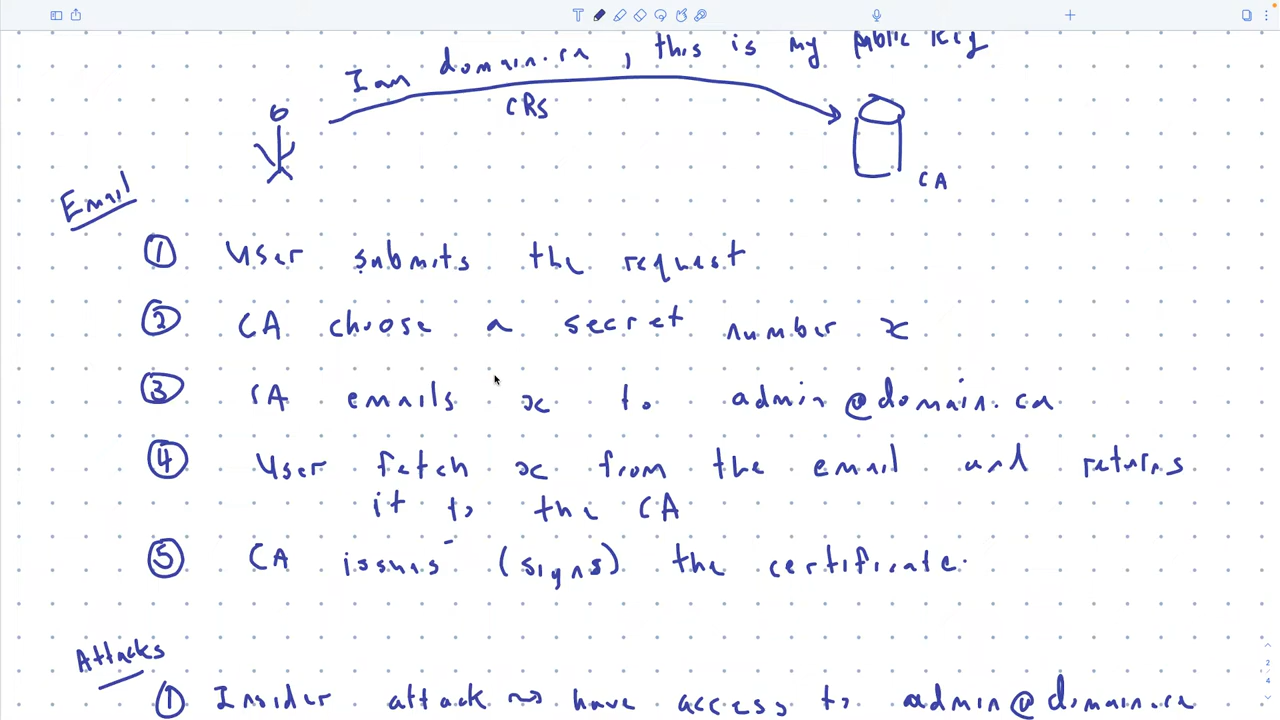 I am domain.ca, this is my public key
CRs
CA
Email
① User submits the request
② CA choose a secret number x
③ CA emails x to admin@domain.ca
④ User fetch x from the email and returns
it to the CA
⑤ CA issues (signs) the certificate.
Attacks
① Insider attack ⇝ have access to admin@domain.ca